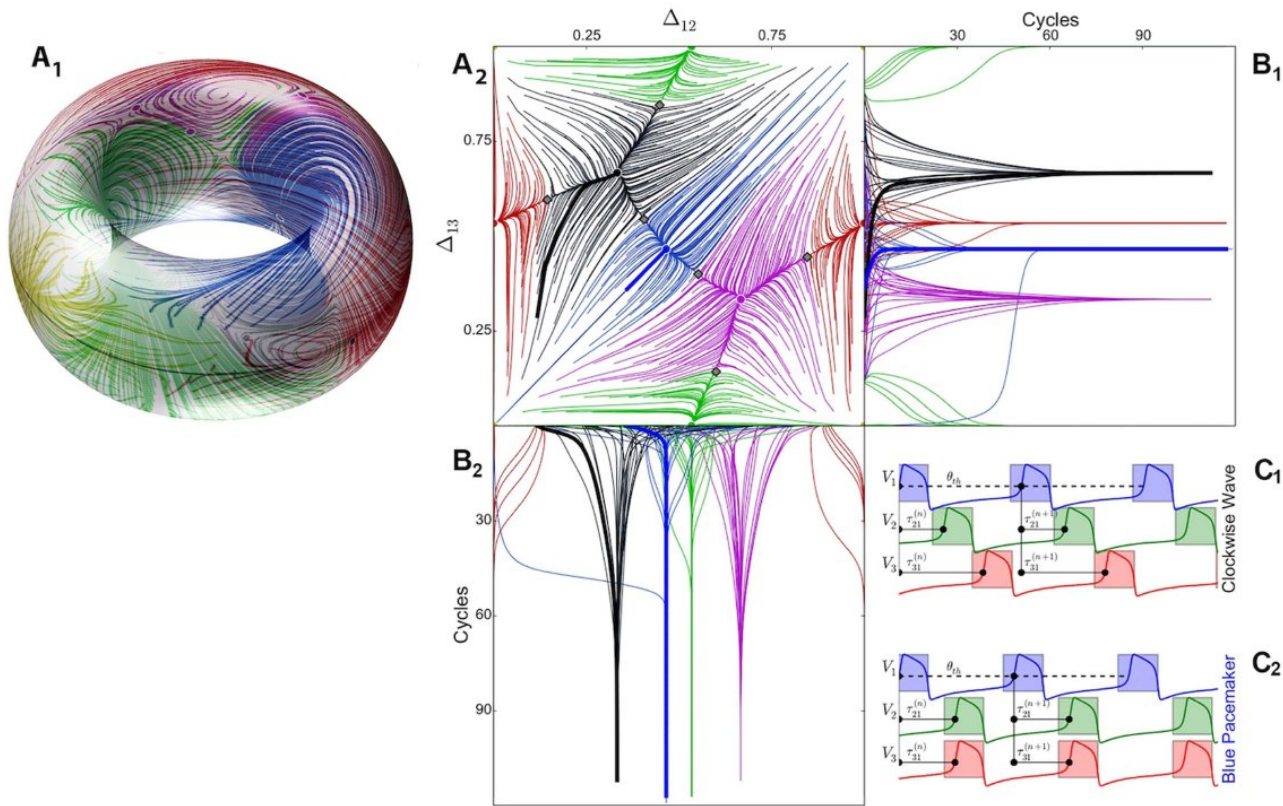 Δ₁₂
Cycles
0.25
0.75
30
60
90
A₁
A₂
B₁
0.75
Δ₁₃
0.25
B₂
30
Cycles
60
90
C₁
V₁
θ_th
V₂
τ₂₁⁽ⁿ⁾
τ₂₁⁽ⁿ⁺¹⁾
V₃
τ₃₁⁽ⁿ⁾
τ₃₁⁽ⁿ⁺¹⁾
Clockwise Wave
C₂
V₁
θ_th
V₂
τ₂₁⁽ⁿ⁾
τ₂₁⁽ⁿ⁺¹⁾
V₃
τ₃₁⁽ⁿ⁾
τ₃₁⁽ⁿ⁺¹⁾
Blue Pacemaker